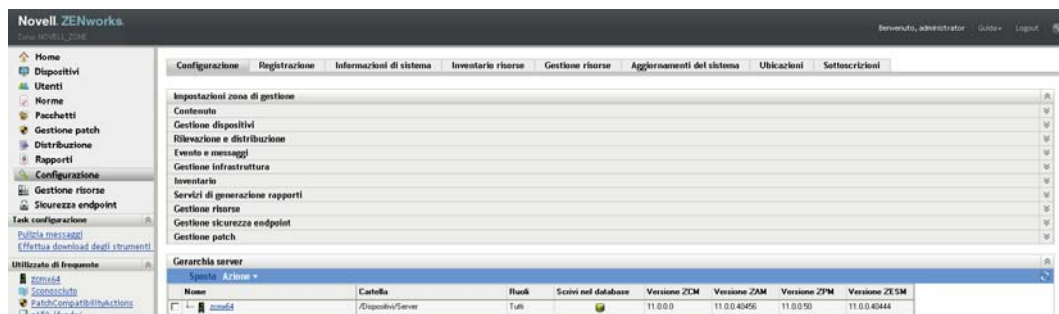 Novell ZENworks
Zona: NOVELL_ZONE
Benvenuto, administrator
Guida
Logout
Home
Dispositivi
Utenti
Norme
Pacchetti
Gestione patch
Distribuzione
Rapporti
Configurazione
Gestione risorse
Sicurezza endpoint
Task configurazione
Pulizia messaggi
Effettua download degli strumenti
Utilizzato di frequente
zcmx64
Sconosciuto
PatchCompatibilityActions
Configurazione Registrazione Informazioni di sistema Inventario risorse Gestione risorse Aggiornamenti del sistema Ubicazioni Sottoscrizioni
Impostazioni zona di gestione
Contenuto
Gestione dispositivi
Rilevazione e distribuzione
Evento e messaggi
Gestione infrastruttura
Inventario
Servizi di generazione rapporti
Gestione risorse
Gestione sicurezza endpoint
Gestione patch
Gerarchia server
Sposta Azione
Nome Cartella Ruoli Scrivi nel database Versione ZCM Versione ZAM Versione ZPM Versione ZESM
zcmx64 /Dispositivi/Server Tutti 11.0.0.0 11.0.0.40456 11.0.0.50 11.0.0.40444